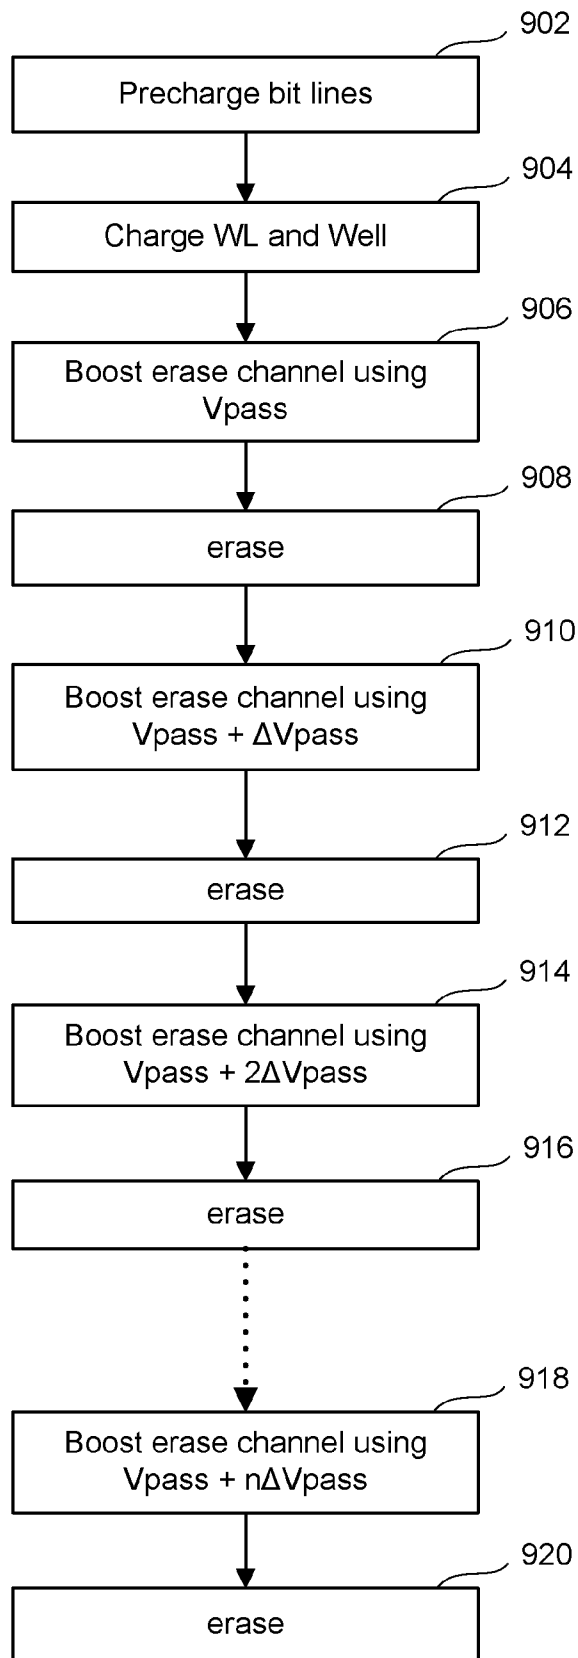 902
Precharge bit lines
904
Charge WL and Well
906
Boost erase channel using
Vpass
908
erase
910
Boost erase channel using
Vpass + ΔVpass
912
erase
914
Boost erase channel using
Vpass + 2ΔVpass
916
erase
918
Boost erase channel using
Vpass + nΔVpass
920
erase